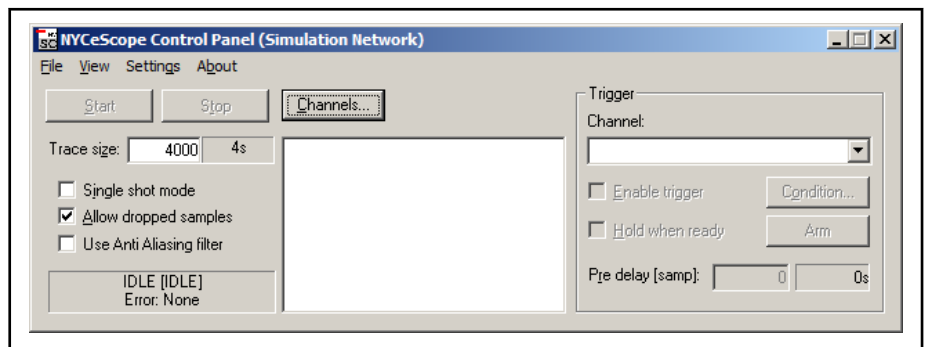 NYCeScope Control Panel (Simulation Network)
File View Settings About
Start Stop Channels...
Trace size: 4000 4s
Single shot mode
Allow dropped samples
Use Anti Aliasing filter
IDLE [IDLE]
Error: None
Trigger
Channel:
Enable trigger Condition...
Hold when ready Arm
Pre delay [samp]: 0 0s